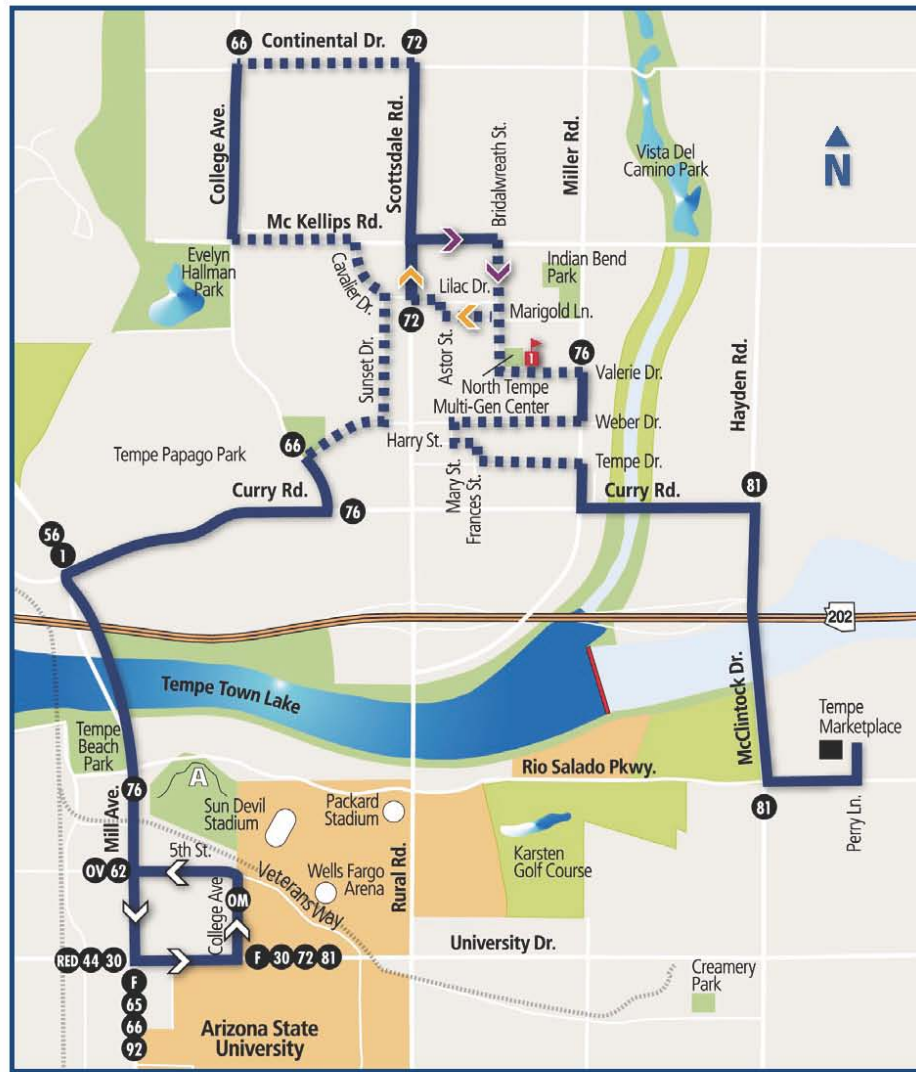 66
Continental Dr.
72
College Ave.
Scottsdale Rd.
Bridalwreath St.
Miller Rd.
Vista Del
Camino Park
N
Mc Kellips Rd.
Evelyn
Hallman
Park
Cavalier Dr.
Lilac Dr.
Indian Bend
Park
72
Marigold Ln.
Sunset Dr.
Astor St.
1
76
Valerie Dr.
North Tempe
Multi-Gen Center
Hayden Rd.
Weber Dr.
66
Harry St.
Tempe Papago Park
Mary St.
Frances St.
Tempe Dr.
Curry Rd.
76
Curry Rd.
81
56
1
202
Tempe Town Lake
McClintock Dr.
Tempe
Marketplace
Tempe
Beach
Park
A
Rio Salado Pkwy.
76
Mill Ave.
Sun Devil
Stadium
Packard
Stadium
81
Perry Ln.
5th St.
OV 62
Veterans Way
Wells Fargo
Arena
Rural Rd.
Karsten
Golf Course
OM
College Ave
University Dr.
RED 44 30
F 30 72 81
F
65
66
92
Creamery
Park
Arizona State
University